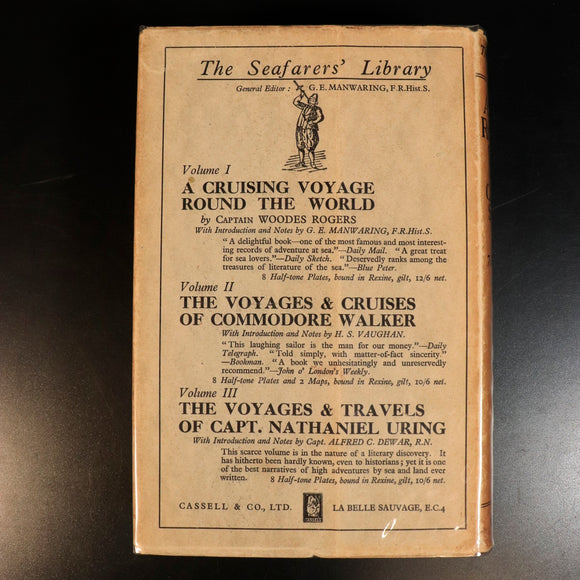 The Seafarers' Library
General Editor: G. E. MANWARING, F.R.Hist.S.
Volume I
A CRUISING VOYAGE
ROUND THE WORLD
by CAPTAIN WOODES ROGERS
With Introduction and Notes by G. E. MANWARING, F.R.Hist.S.
"A delightful book—one of the most famous and most interest-
ing records of adventure at sea."—Daily Mail. "A great treat
for sea lovers."—Daily Sketch. "Deservedly ranks among the
treasures of literature of the sea."—Blue Peter.
8 Half-tone Plates, bound in Rexine, gilt, 12/6 net.
Volume II
THE VOYAGES & CRUISES
OF COMMODORE WALKER
With Introduction and Notes by H. S. VAUGHAN.
"This laughing sailor is the man for our money."—Daily
Telegraph. "Told simply, with matter-of-fact sincerity."
—Bookman. "A book we unhesitatingly and unreservedly
recommend."—John o' London's Weekly.
8 Half-tone Plates and 2 Maps, bound in Rexine, gilt, 10/6 net.
Volume III
THE VOYAGES & TRAVELS
OF CAPT. NATHANIEL URING
With Introduction and Notes by Capt. ALFRED C. DEWAR, R.N.
This scarce volume is in the nature of a literary discovery. It
has hitherto been hardly known, even to historians; yet it is one
of the best narratives of high adventures by sea and land ever
written. 8 Half-tone Plates, bound in Rexine, gilt, 10/6 net.
CASSELL & CO., LTD. LA BELLE SAUVAGE, E.C.4